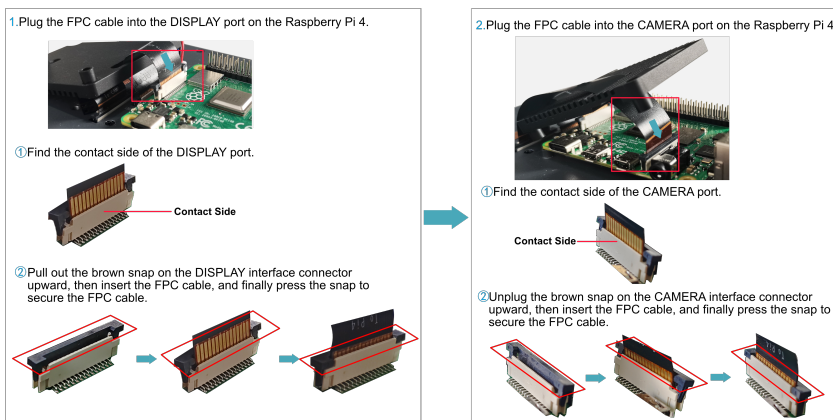 1.Plug the FPC cable into the DISPLAY port on the Raspberry Pi 4.
①Find the contact side of the DISPLAY port.
Contact Side
②Pull out the brown snap on the DISPLAY interface connector
upward, then insert the FPC cable, and finally press the snap to
secure the FPC cable.
To Pi4
2.Plug the FPC cable into the CAMERA port on the Raspberry Pi 4
①Find the contact side of the CAMERA port.
Contact Side
②Unplug the brown snap on the CAMERA interface connector
upward, then insert the FPC cable, and finally press the snap to
secure the FPC cable.
To Pi4